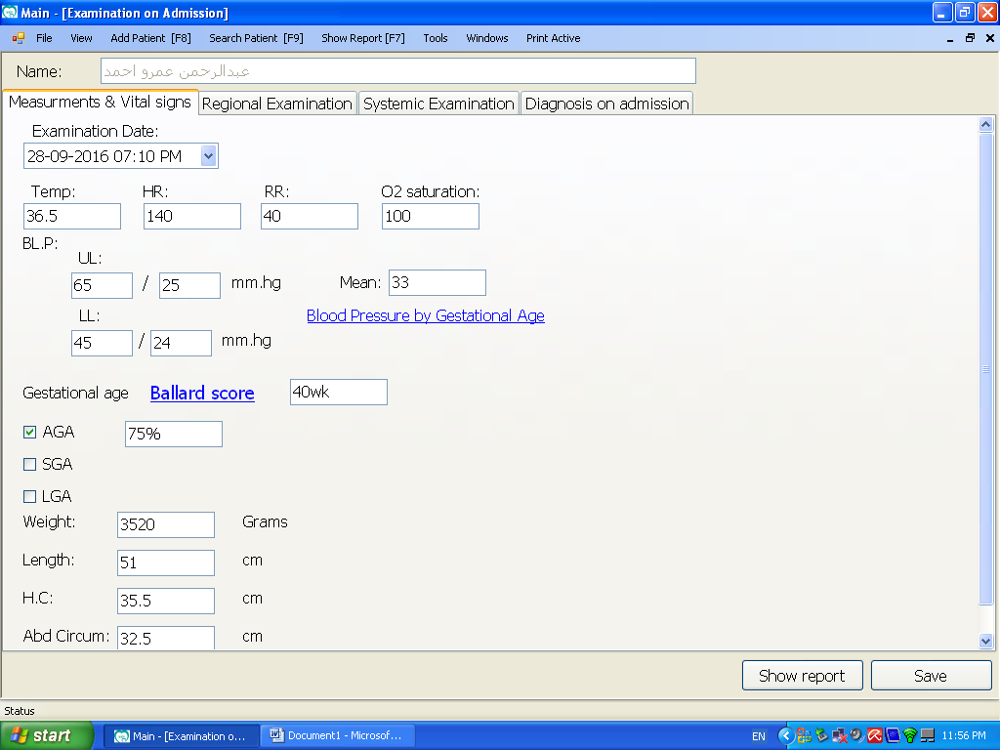 Main - [Examination on Admission]
File View Add Patient [F8] Search Patient [F9] Show Report [F7] Tools Windows Print Active
Name: عبدالرحمن عمرو احمد
Measurments & Vital signs Regional Examination Systemic Examination Diagnosis on admission
Examination Date:
28-09-2016 07:10 PM
Temp: HR: RR: O2 saturation:
36.5 140 40 100
BL.P:
UL:
65 / 25 mm.hg Mean: 33
LL: Blood Pressure by Gestational Age
45 / 24 mm.hg
Gestational age Ballard score 40wk
AGA 75%
SGA
LGA
Weight: 3520 Grams
Length: 51 cm
H.C: 35.5 cm
Abd Circum: 32.5 cm
Show report Save
Status
start Main - [Examination o... Document1 - Microsof... EN 11:56 PM